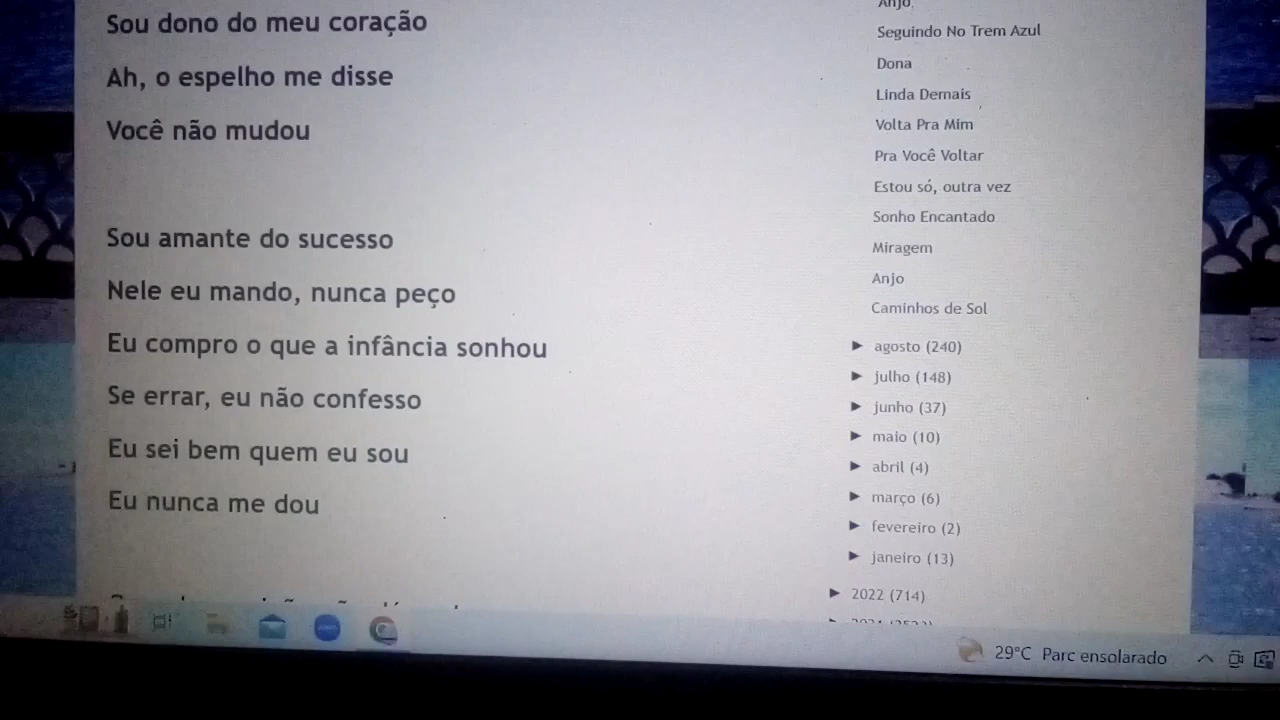 Sou dono do meu coração
Ah, o espelho me disse
Você não mudou
Sou amante do sucesso
Nele eu mando, nunca peço
Eu compro o que a infância sonhou
Se errar, eu não confesso
Eu sei bem quem eu sou
Eu nunca me dou
Anjo
Seguindo No Trem Azul
Dona
Linda Demais
Volta Pra Mim
Pra Você Voltar
Estou só, outra vez
Sonho Encantado
Miragem
Anjo
Caminhos de Sol
► agosto (240)
► julho (148)
► junho (37)
► maio (10)
► abril (4)
► março (6)
► fevereiro (2)
► janeiro (13)
► 2022 (714)
29°C Parc ensolarado